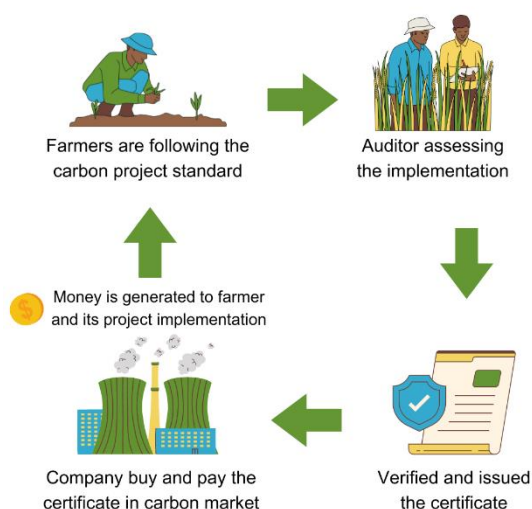 Farmers are following the
carbon project standard
Auditor assessing
the implementation
Money is generated to farmer
and its project implementation
Company buy and pay the
certificate in carbon market
Verified and issued
the certificate